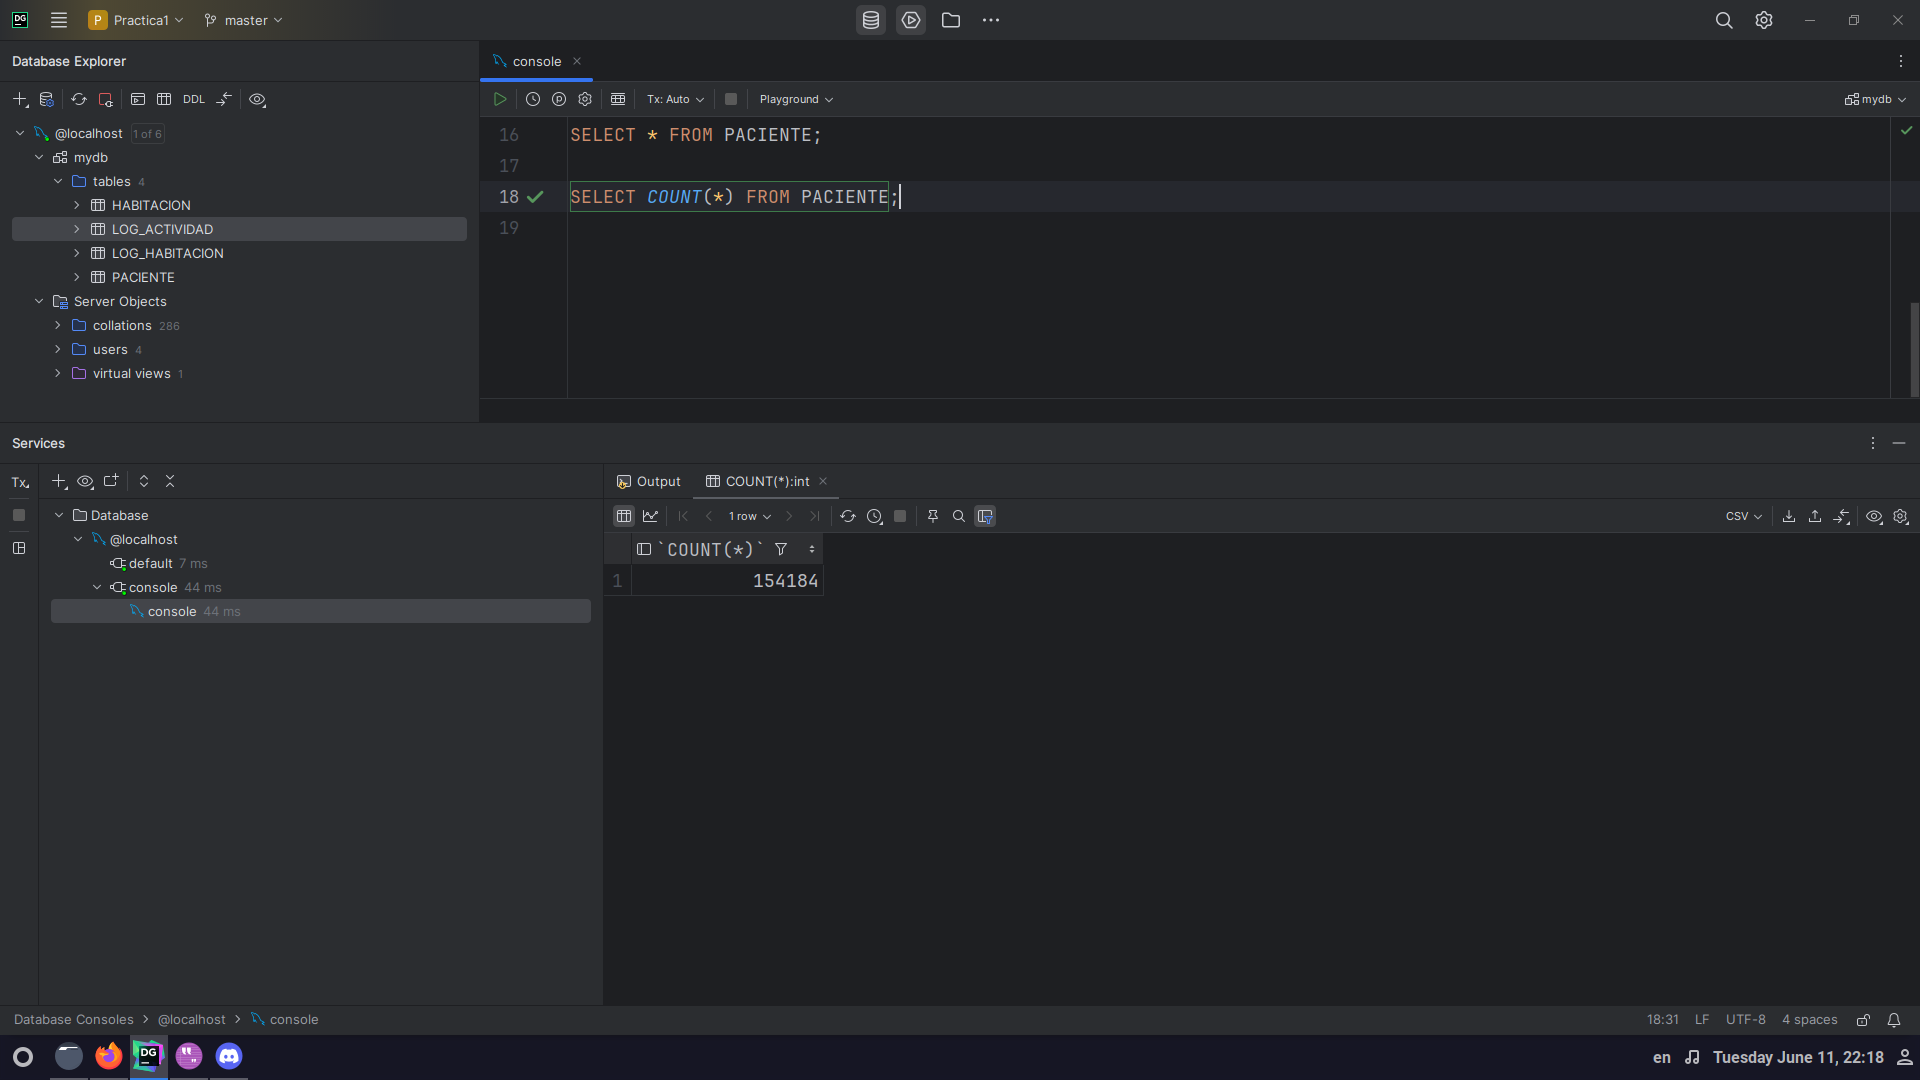 DG
P Practica1
master
Database Explorer
console
DDL
Tx: Auto
Playground
mydb
@localhost 1 of 6
mydb
tables 4
HABITACION
LOG_ACTIVIDAD
LOG_HABITACION
PACIENTE
Server Objects
collations 286
users 4
virtual views 1
16 SELECT * FROM PACIENTE;
17
18 SELECT COUNT(*) FROM PACIENTE;
19
Services
Tx
Database
@localhost
default 7 ms
console 44 ms
console 44 ms
Output
COUNT(*):int
1 row
CSV
`COUNT(*)`
1 154184
Database Consoles > @localhost > console
18:31 LF UTF-8 4 spaces
DG
en Tuesday June 11, 22:18